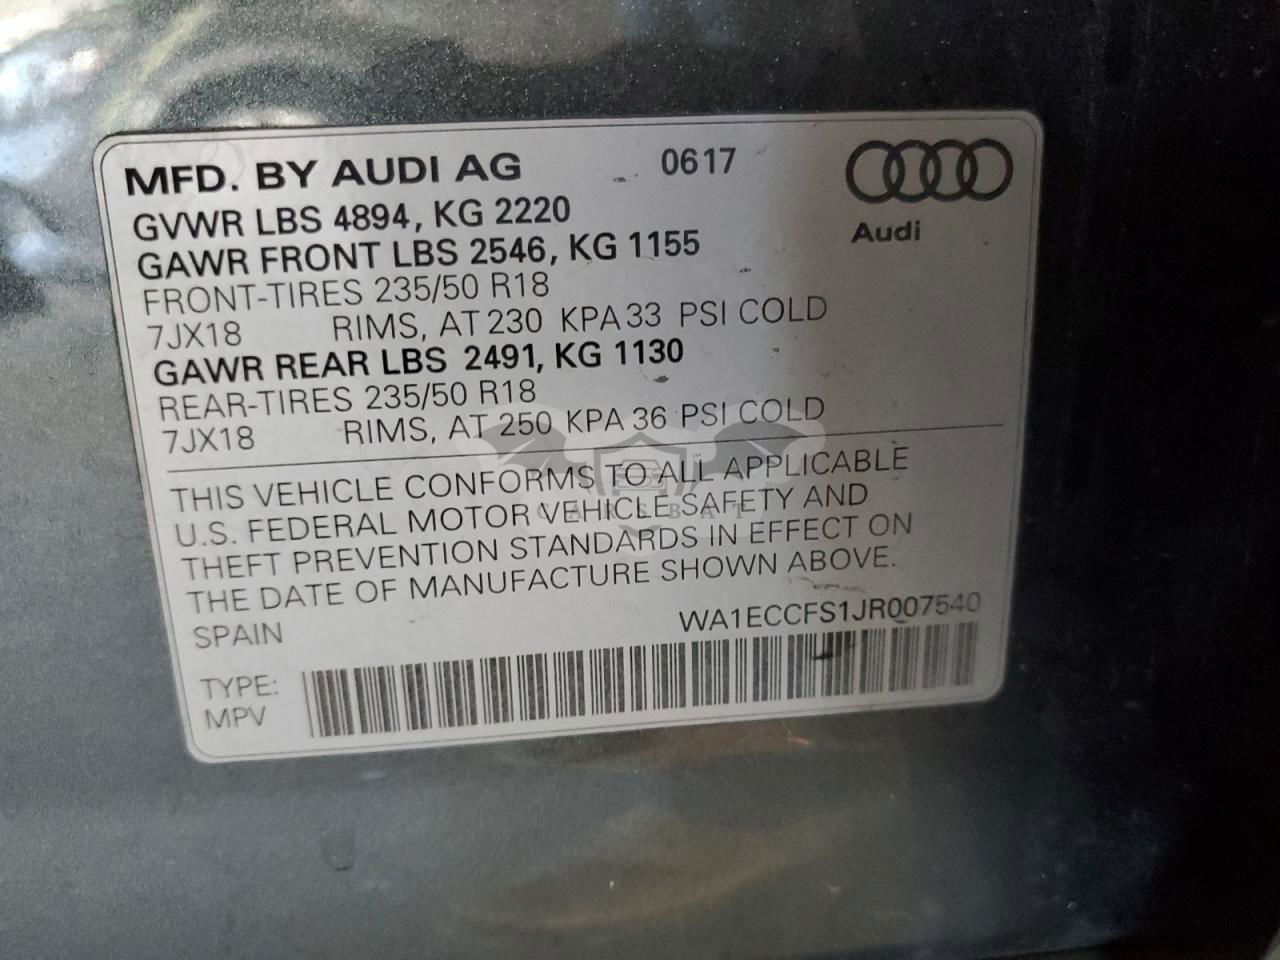 MFD. BY AUDI AG 0617
Audi
GVWR LBS 4894, KG 2220
GAWR FRONT LBS 2546, KG 1155
FRONT-TIRES 235/50 R18
7JX18 RIMS, AT 230 KPA 33 PSI COLD
GAWR REAR LBS 2491, KG 1130
REAR-TIRES 235/50 R18
7JX18 RIMS, AT 250 KPA 36 PSI COLD
THIS VEHICLE CONFORMS TO ALL APPLICABLE
U.S. FEDERAL MOTOR VEHICLE SAFETY AND
THEFT PREVENTION STANDARDS IN EFFECT ON
THE DATE OF MANUFACTURE SHOWN ABOVE.
SPAIN WA1ECCFS1JR007540
TYPE:
MPV
CARSBAT